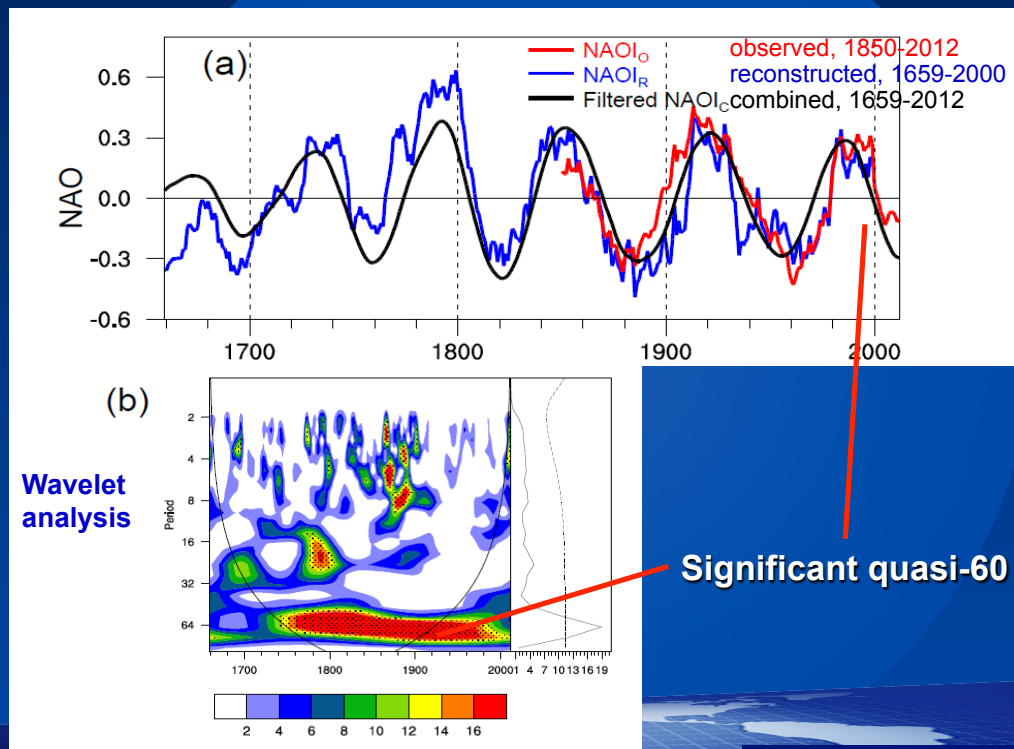 (a)
NAOI_O observed, 1850-2012
NAOI_R reconstructed, 1659-2000
Filtered NAOI_C combined, 1659-2012
NAO
0.6
0.3
0.0
-0.3
-0.6
1700 1800 1900 2000
(b)
Wavelet
analysis
Period
2
4
8
16
32
64
1700 1800 1900 2000
1 4 7 10 13 16 19
2 4 6 8 10 12 14 16
Significant quasi-60